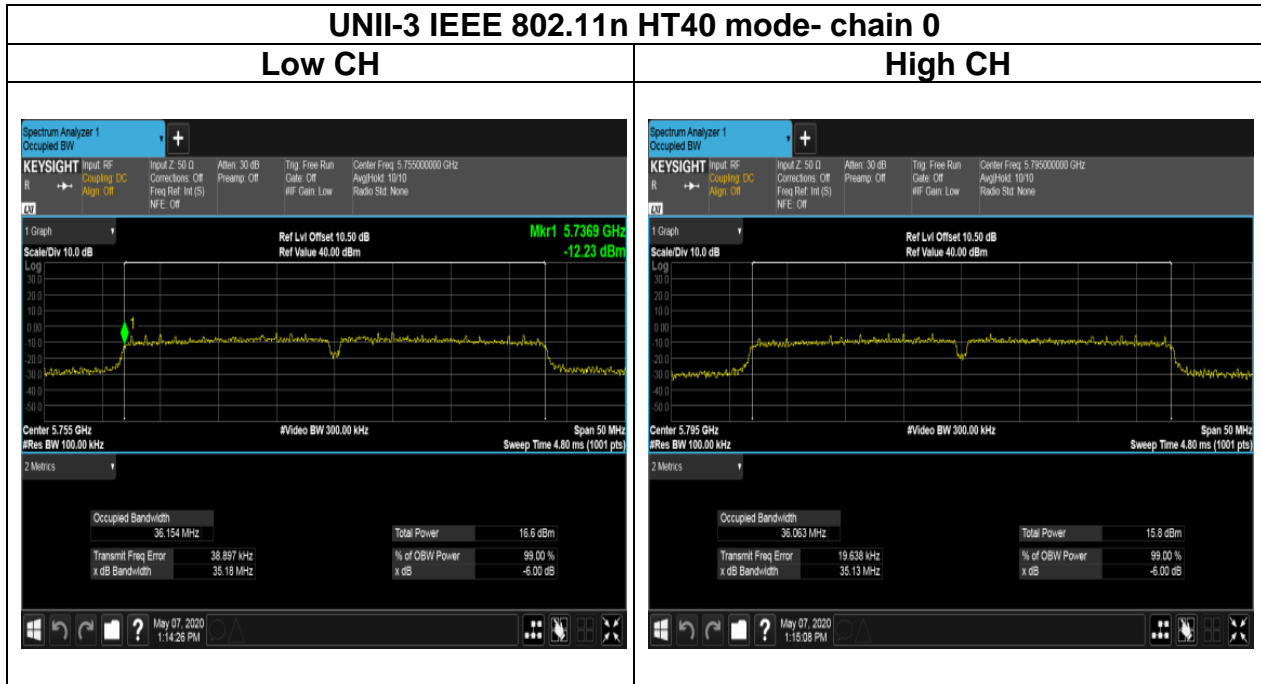 UNII-3 IEEE 802.11n HT40 mode- chain 0
Low CH
High CH
Spectrum Analyzer 1
Occupied BW
+
KEYSIGHT Input: RF Input Z: 50 Ω Atten: 30 dB Trig: Free Run Center Freq: 5.755000000 GHz
Coupling: DC Corrections: Off Preamp: Off Gate: Off Avg|Hold: 10/10
R Align: Off Freq Ref: Int (S) #IF Gain: Low Radio Std: None
NFE: Off
LXI
1 Graph
Ref Lvl Offset 10.50 dB
Mkr1 5.7369 GHz
Scale/Div 10.0 dB Ref Value 40.00 dBm -12.23 dBm
Log
30.0
20.0
10.0
0.00
1
-10.0
-20.0
-30.0
-40.0
-50.0
Center 5.755 GHz #Video BW 300.00 kHz Span 50 MHz
#Res BW 100.00 kHz Sweep Time 4.80 ms (1001 pts)
2 Metrics
Occupied Bandwidth
36.154 MHz Total Power 16.6 dBm
Transmit Freq Error 38.897 kHz % of OBW Power 99.00 %
x dB Bandwidth 35.18 MHz x dB -6.00 dB
? May 07, 2020
1:14:26 PM
Spectrum Analyzer 1
Occupied BW
+
KEYSIGHT Input: RF Input Z: 50 Ω Atten: 30 dB Trig: Free Run Center Freq: 5.795000000 GHz
Coupling: DC Corrections: Off Preamp: Off Gate: Off Avg|Hold: 10/10
R Align: Off Freq Ref: Int (S) #IF Gain: Low Radio Std: None
NFE: Off
LXI
1 Graph
Ref Lvl Offset 10.50 dB
Scale/Div 10.0 dB Ref Value 40.00 dBm
Log
30.0
20.0
10.0
0.00
-10.0
-20.0
-30.0
-40.0
-50.0
Center 5.795 GHz #Video BW 300.00 kHz Span 50 MHz
#Res BW 100.00 kHz Sweep Time 4.80 ms (1001 pts)
2 Metrics
Occupied Bandwidth
36.063 MHz Total Power 15.8 dBm
Transmit Freq Error 19.638 kHz % of OBW Power 99.00 %
x dB Bandwidth 35.13 MHz x dB -6.00 dB
? May 07, 2020
1:15:08 PM